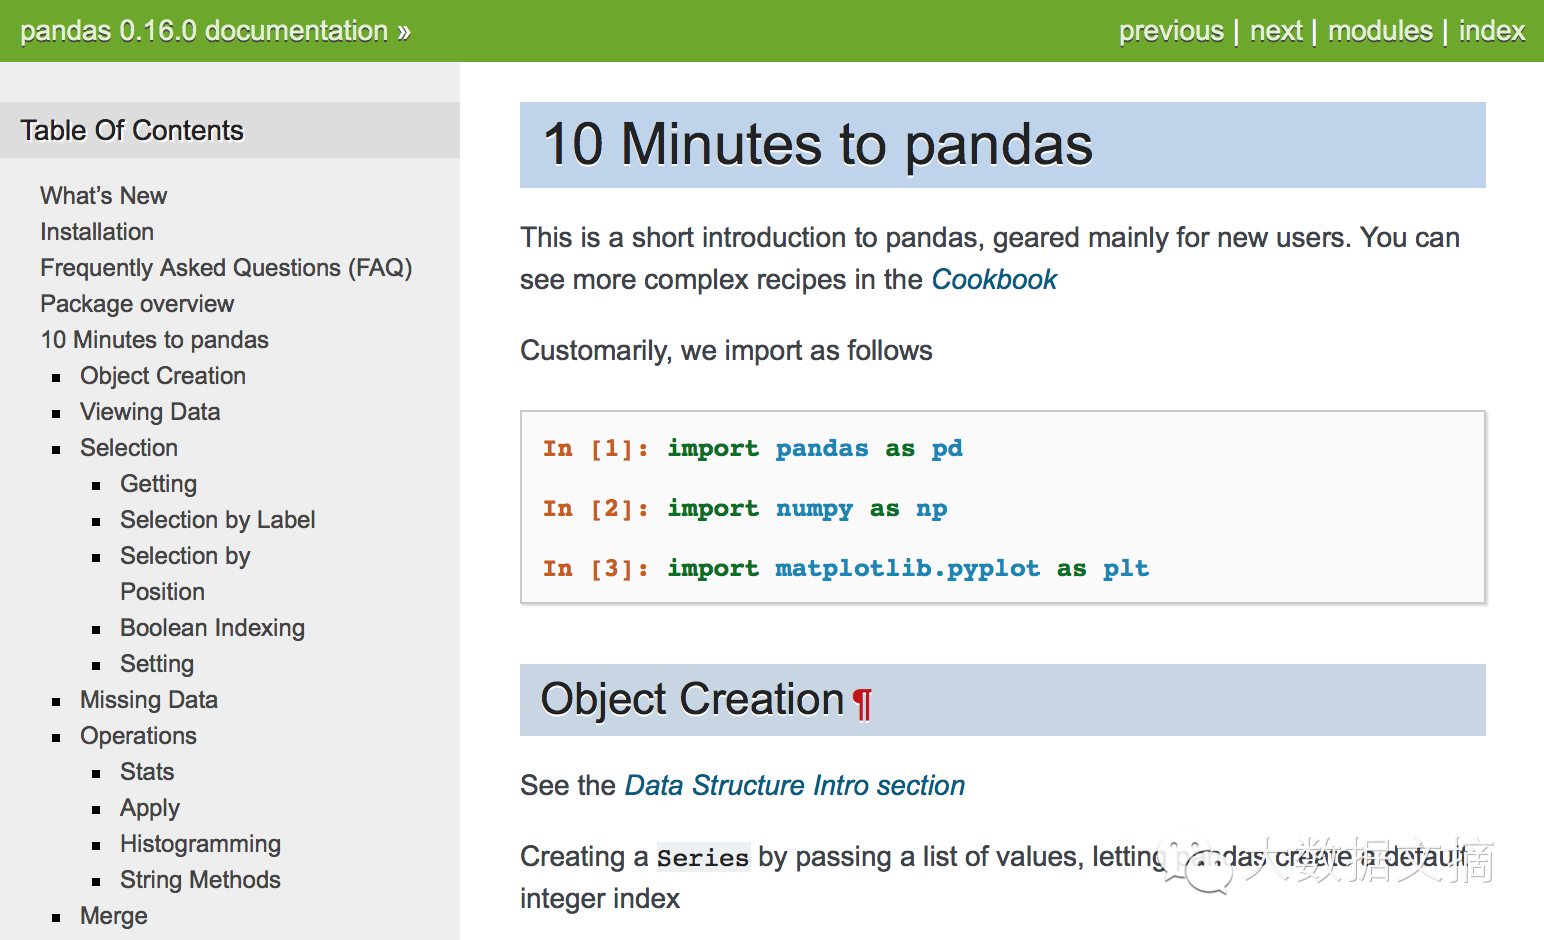 pandas 0.16.0 documentation »
previous | next | modules | index
Table Of Contents
What’s New
Installation
Frequently Asked Questions (FAQ)
Package overview
10 Minutes to pandas
Object Creation
Viewing Data
Selection
Getting
Selection by Label
Selection by
Position
Boolean Indexing
Setting
Missing Data
Operations
Stats
Apply
Histogramming
String Methods
Merge
10 Minutes to pandas
This is a short introduction to pandas, geared mainly for new users. You can
see more complex recipes in the Cookbook
Customarily, we import as follows
In [1]: import pandas as pd
In [2]: import numpy as np
In [3]: import matplotlib.pyplot as plt
Object Creation¶
See the Data Structure Intro section
Creating a Series by passing a list of values, letting pandas create a default
integer index
大数据文摘